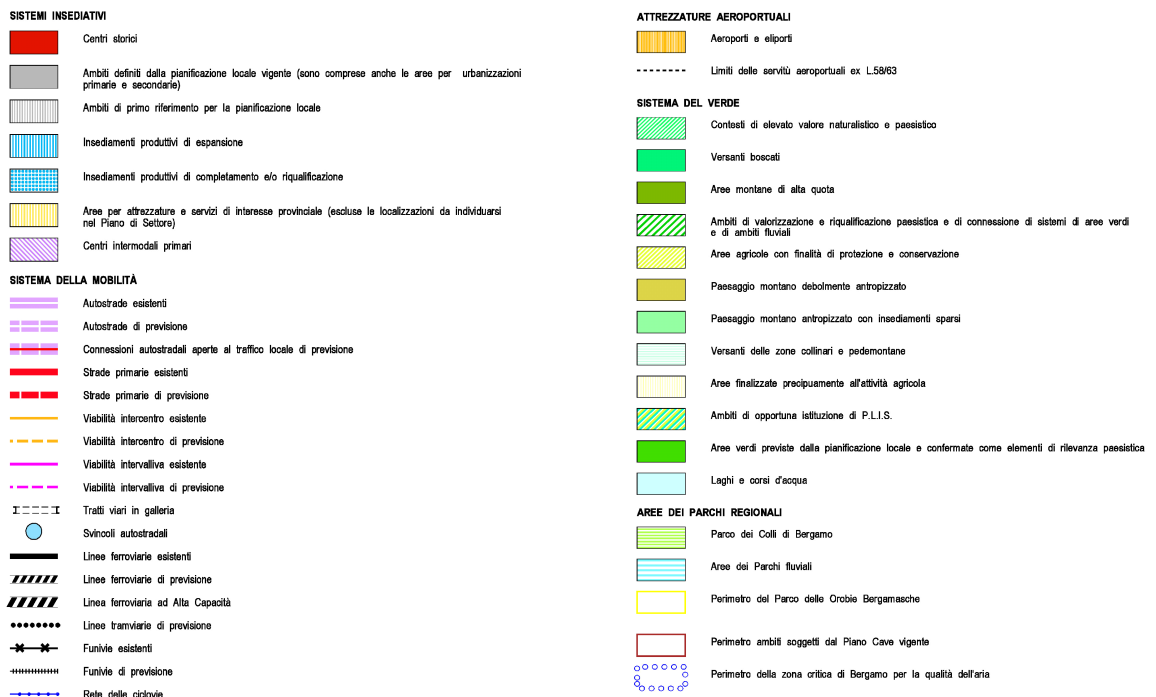 SISTEMI INSEDIATIVI
Centri storici
Ambiti definiti dalla pianificazione locale vigente (sono comprese anche le aree per urbanizzazioni
primarie e secondarie)
Ambiti di primo riferimento per la pianificazione locale
Insediamenti produttivi di espansione
Insediamenti produttivi di completamento e/o riqualificazione
Aree per attrezzature e servizi di interesse provinciale (escluse le localizzazioni da individuarsi
nel Piano di Settore)
Centri intermodali primari
SISTEMA DELLA MOBILITÀ
Autostrade esistenti
Autostrade di previsione
Connessioni autostradali aperte al traffico locale di previsione
Strade primarie esistenti
Strade primarie di previsione
Viabilità intercentro esistente
Viabilità intercentro di previsione
Viabilità intervalliva esistente
Viabilità intervalliva di previsione
Tratti viari in galleria
Svincoli autostradali
Linee ferroviarie esistenti
Linee ferroviarie di previsione
Linea ferroviaria ad Alta Capacità
Linee tramviarie di previsione
Funivie esistenti
Funivie di previsione
Rete delle ciclovie
ATTREZZATURE AEROPORTUALI
Aeroporti e eliporti
Limiti delle servitù aeroportuali ex L.58/63
SISTEMA DEL VERDE
Contesti di elevato valore naturalistico e paesistico
Versanti boscati
Aree montane di alta quota
Ambiti di valorizzazione e riqualificazione paesistica e di connessione di sistemi di aree verdi
e di ambiti fluviali
Aree agricole con finalità di protezione e conservazione
Paesaggio montano debolmente antropizzato
Paesaggio montano antropizzato con insediamenti sparsi
Versanti delle zone collinari e pedemontane
Aree finalizzate precipuamente all'attività agricola
Ambiti di opportuna istituzione di P.L.I.S.
Aree verdi previste dalla pianificazione locale e confermate come elementi di rilevanza paesistica
Laghi e corsi d'acqua
AREE DEI PARCHI REGIONALI
Parco dei Colli di Bergamo
Aree dei Parchi fluviali
Perimetro del Parco delle Orobie Bergamasche
Perimetro ambiti soggetti dal Piano Cave vigente
Perimetro della zona critica di Bergamo per la qualità dell'aria